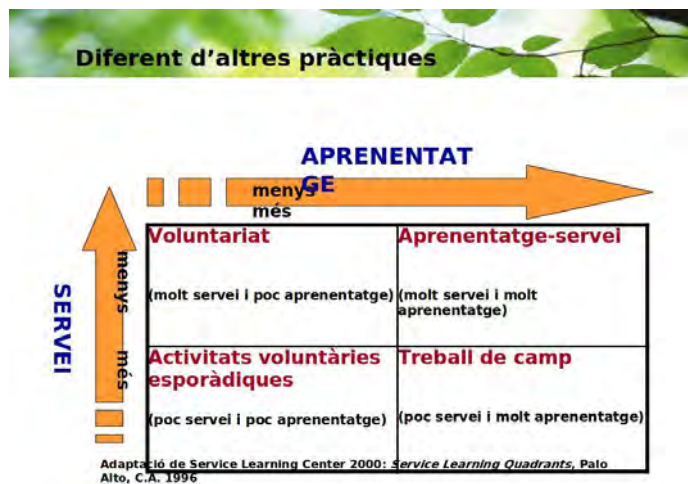 Diferent d’altres pràctiques
APRENENTAT
GE
menys
més
SERVEI
menys
més
Voluntariat
(molt servei i poc aprenentatge)
Aprenentatge-servei
(molt servei i molt
aprenentatge)
Activitats voluntàries
esporàdiques
(poc servei i poc aprenentatge)
Treball de camp
(poc servei i molt aprenentatge)
Adaptació de Service Learning Center 2000: Service Learning Quadrants, Palo
Alto, C.A. 1996